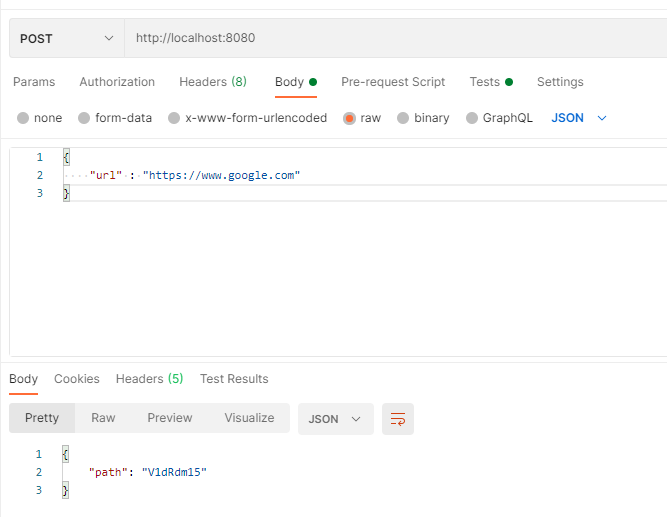 POST http://localhost:8080
Params Authorization Headers (8) Body Pre-request Script Tests Settings
none form-data x-www-form-urlencoded raw binary GraphQL JSON
1 {
2 "url" : "https://www.google.com"
3 }
Body Cookies Headers (5) Test Results
Pretty Raw Preview Visualize JSON
1 {
2 "path": "V1dRdm15"
3 }